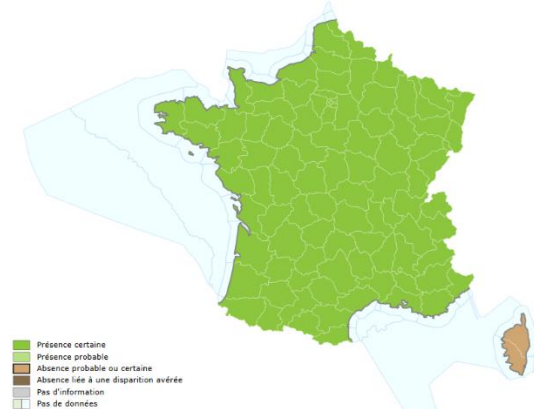 Présence certaine
Présence probable
Absence probable ou certaine
Absence liée à une disparition avérée
Pas d'information
Pas de données